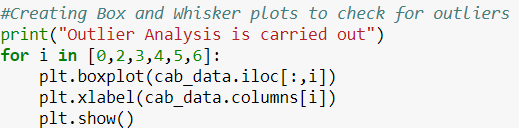 #Creating Box and Whisker plots to check for outliers
print("Outlier Analysis is carried out")
for i in [0,2,3,4,5,6]:
    plt.boxplot(cab_data.iloc[:,i])
    plt.xlabel(cab_data.columns[i])
    plt.show()